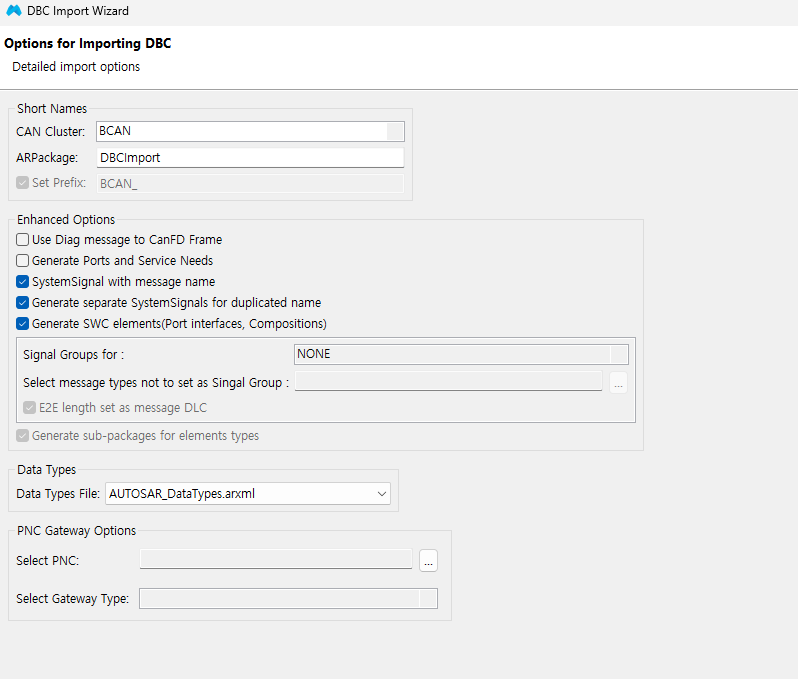 DBC Import Wizard
Options for Importing DBC
Detailed import options
Short Names
CAN Cluster: BCAN
ARPackage: DBCImport
Set Prefix: BCAN_
Enhanced Options
Use Diag message to CanFD Frame
Generate Ports and Service Needs
SystemSignal with message name
Generate separate SystemSignals for duplicated name
Generate SWC elements(Port interfaces, Compositions)
Signal Groups for : NONE
Select message types not to set as Singal Group : ...
E2E length set as message DLC
Generate sub-packages for elements types
Data Types
Data Types File: AUTOSAR_DataTypes.arxml
PNC Gateway Options
Select PNC: ...
Select Gateway Type: